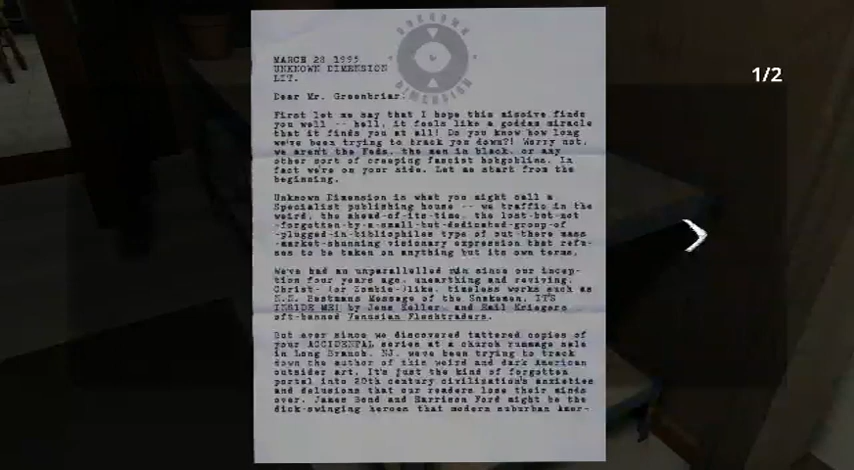 UNKNOWN
DIMENSION
1/2
MARCH 28 1995
UNKNOWN DIMENSION
LIT.
Dear Mr. Greenbriar.
First let me say that I hope this missive finds
you well -- hell, it feels like a goddam miracle
that it finds you at all! Do you know how long
we've been trying to track you down?! Worry not,
we aren't the Feds, the men in black, or any
other sort of creeping fascist hobgoblins. In
fact we're on your side. Let me start from the
beginning.
Unknown Dimension is what you might call a
Specialist publishing house -- we traffic in the
weird, the ahead-of-its-time, the lost-but-not
-forgotten-by-a-small-but-dedicated-group-of
-plugged-in-bibliophiles type of out-there mass
-market-shunning visionary expression that refu-
ses to be taken on anything but its own terms.
We've had an unparallelled run since our incep-
tion four years ago, unearthing and reviving,
Christ- (or Zombie-)like, timeless works such as
Message of the Snakemen, IT'S
INSIDE ME! by Jens Keller, and Emil Kriegers
oft-banned Venusian Fleshtraders.
But ever since we discovered tattered copies of
your ACCIDENTAL series at a church rummage sale
in Long Branch, NJ, we've been trying to track
down the author of this weird and dark American
outsider art. It's just the kind of forgotten
portal into 20th century civilisation's anxieties
and delusions that our readers lose their minds
over. James Bond and Harrison Ford might be the
dick-swinging heroes that modern suburban Amer-